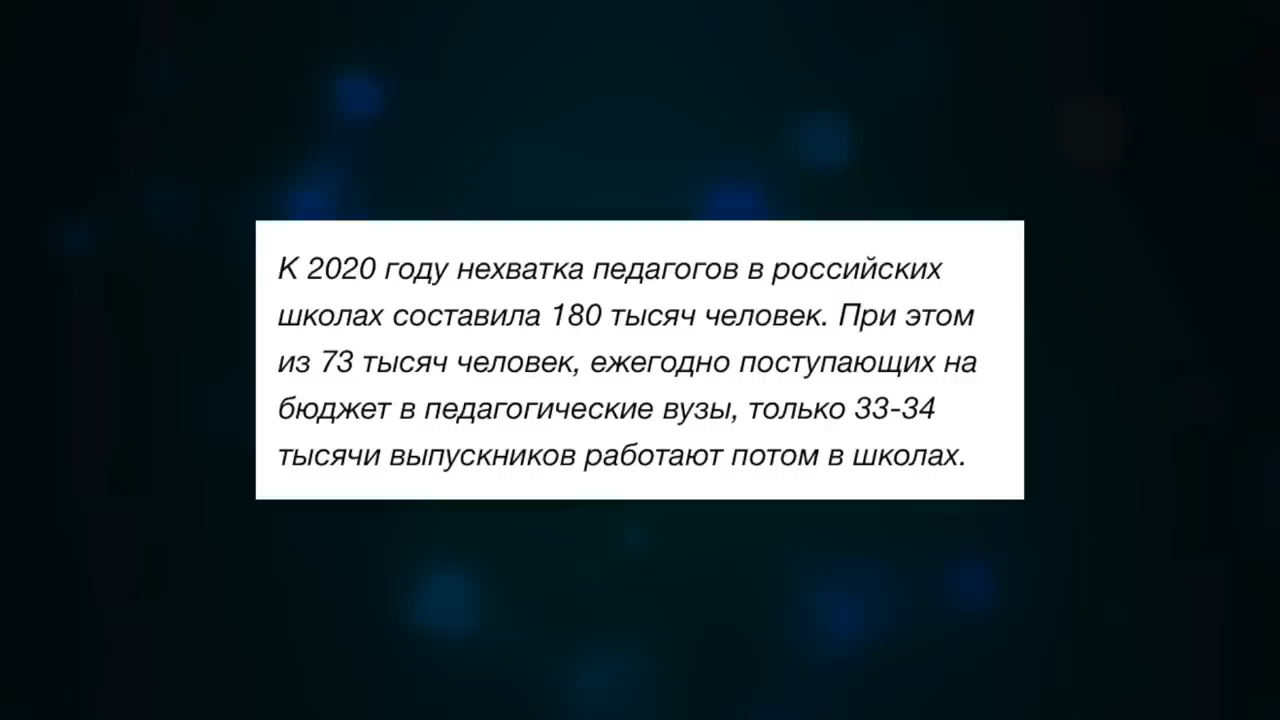 К 2020 году нехватка педагогов в российских
школах составила 180 тысяч человек. При этом
из 73 тысяч человек, ежегодно поступающих на
бюджет в педагогические вузы, только 33-34
тысячи выпускников работают потом в школах.